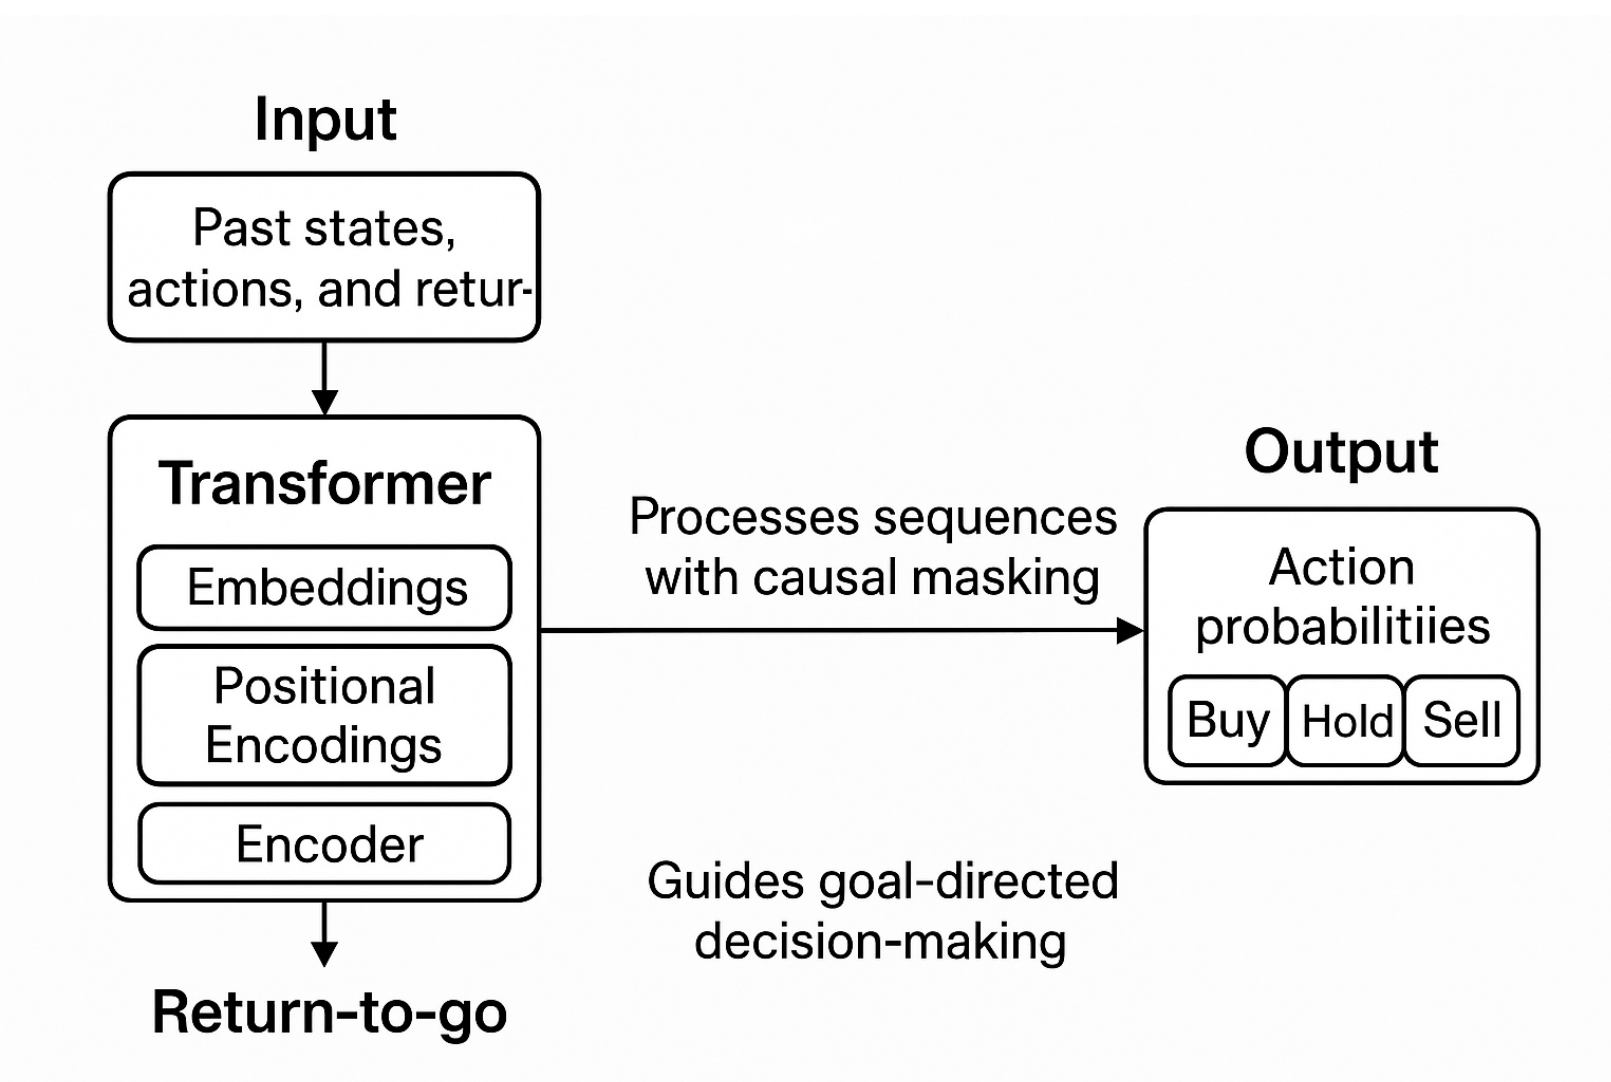 Input
Past states,
actions, and retur-
Transformer
Embeddings
Positional
Encodings
Encoder
Return-to-go
Processes sequences
with causal masking
Guides goal-directed
decision-making
Output
Action
probabilitiies
Buy Hold Sell